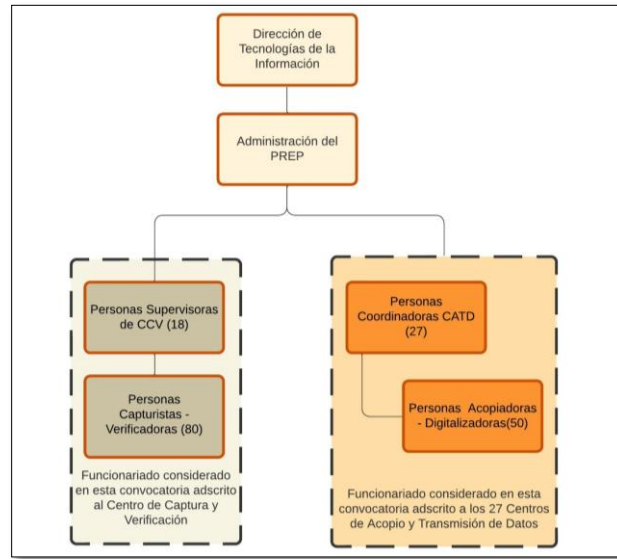 Dirección de
Tecnologías de la
Información
Administración del
PREP
Personas Supervisoras
de CCV (18)
Personas
Capturistas -
Verificadoras (80)
Funcionariado considerado
en esta convocatoria adscrito
al Centro de Captura y
Verificación
Personas
Coordinadoras CATD
(27)
Personas Acopiadoras
- Digitalizadoras(50)
Funcionariado considerado en esta
convocatoria adscrito a los 27 Centros
de Acopio y Transmisión de Datos